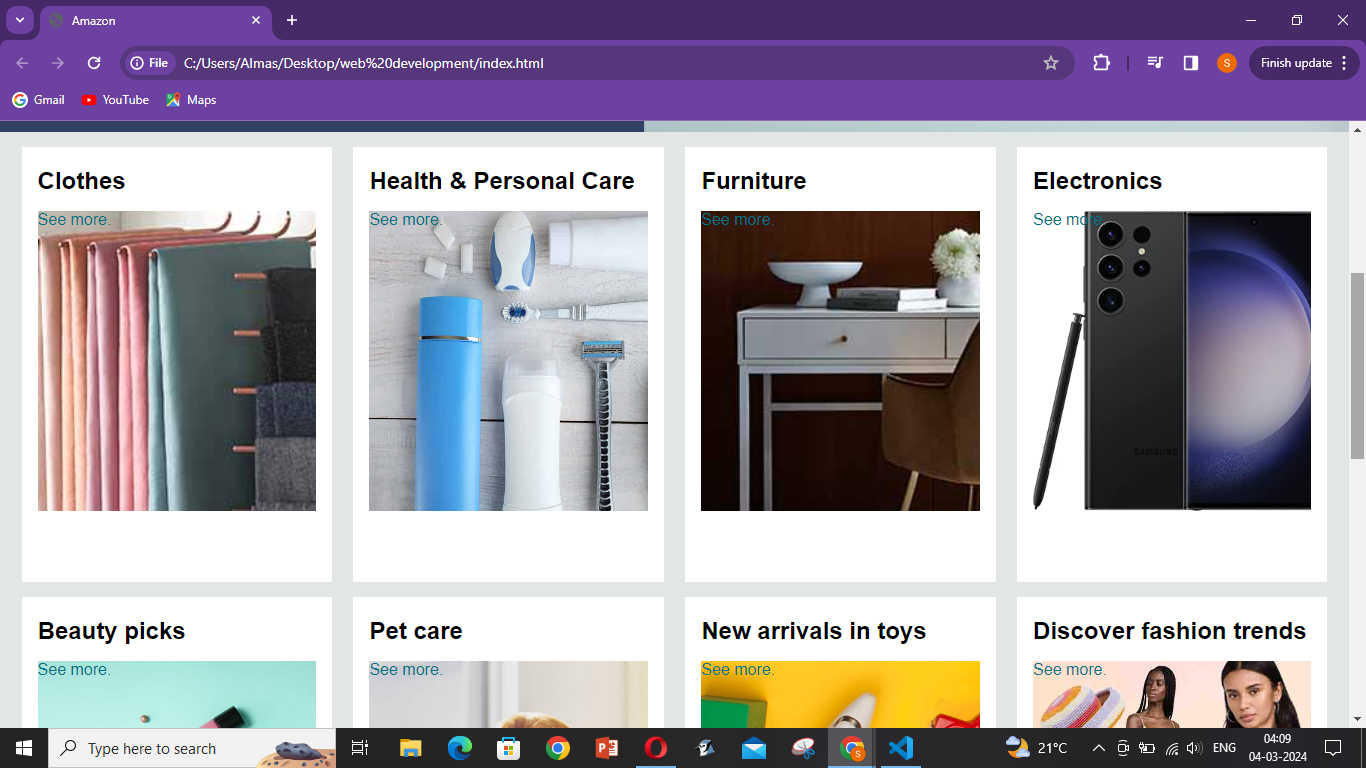 Amazon
File
C:/Users/Almas/Desktop/web%20development/index.html
S
Finish update
Gmail
YouTube
Maps
Clothes
See more.
Health & Personal Care
See more.
Furniture
See more.
Electronics
See more.
SAMSUNG
Beauty picks
See more.
Pet care
See more.
New arrivals in toys
See more.
Discover fashion trends
See more.
Type here to search
21°C
ENG
04:09
04-03-2024